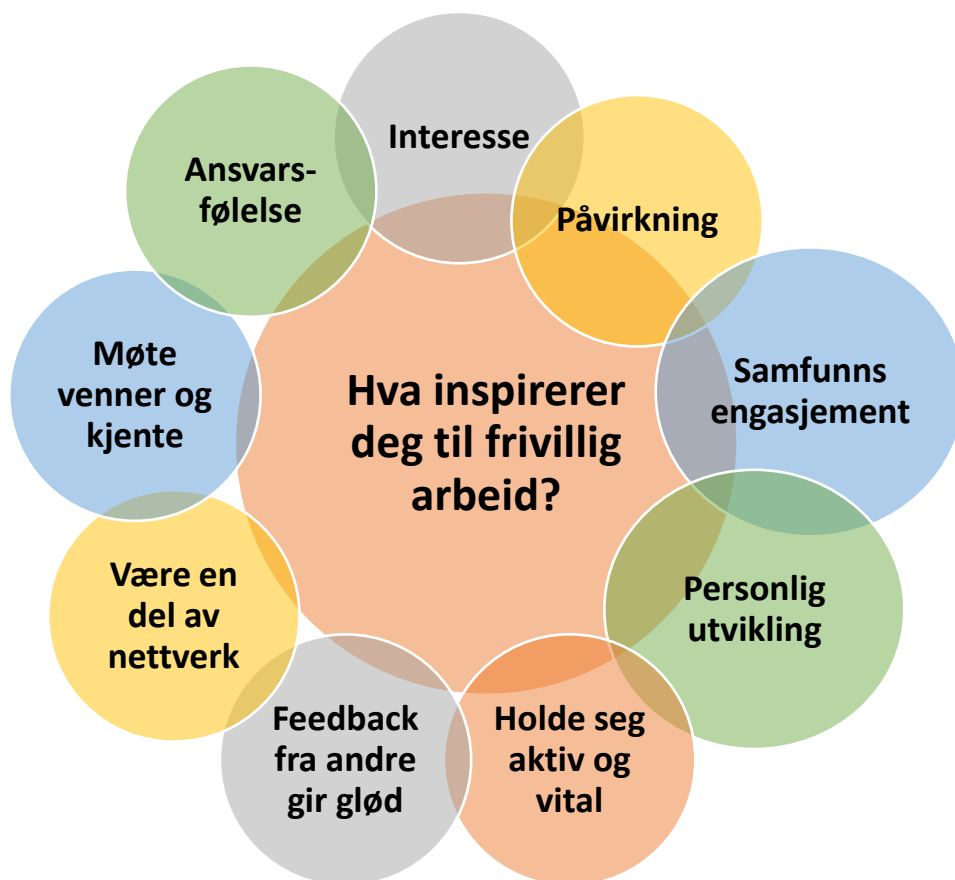 Interesse
Påvirkning
Samfunns
engasjement
Personlig
utvikling
Holde seg
aktiv og
vital
Feedback
fra andre
gir glød
Være en
del av
nettverk
Møte
venner og
kjente
Ansvars-
følelse
Hva inspirerer
deg til frivillig
arbeid?